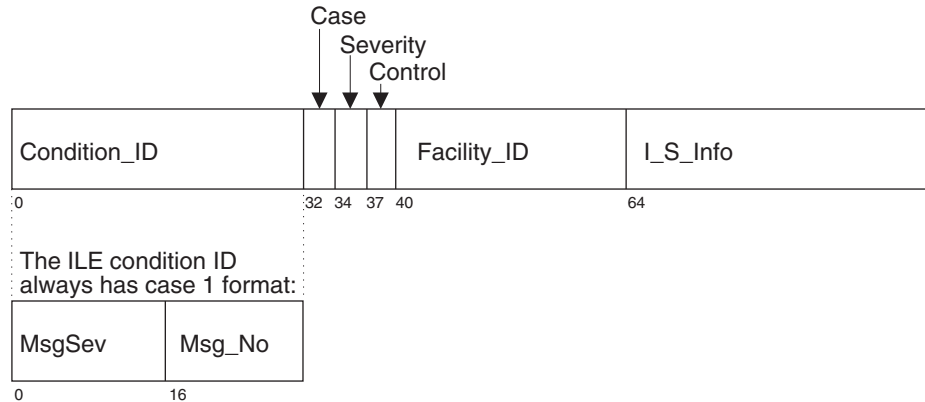 Case
Severity
Control
Condition_ID
Facility_ID
I_S_Info
0
32
34
37
40
64
The ILE condition ID
always has case 1 format:
MsgSev
Msg_No
0
16